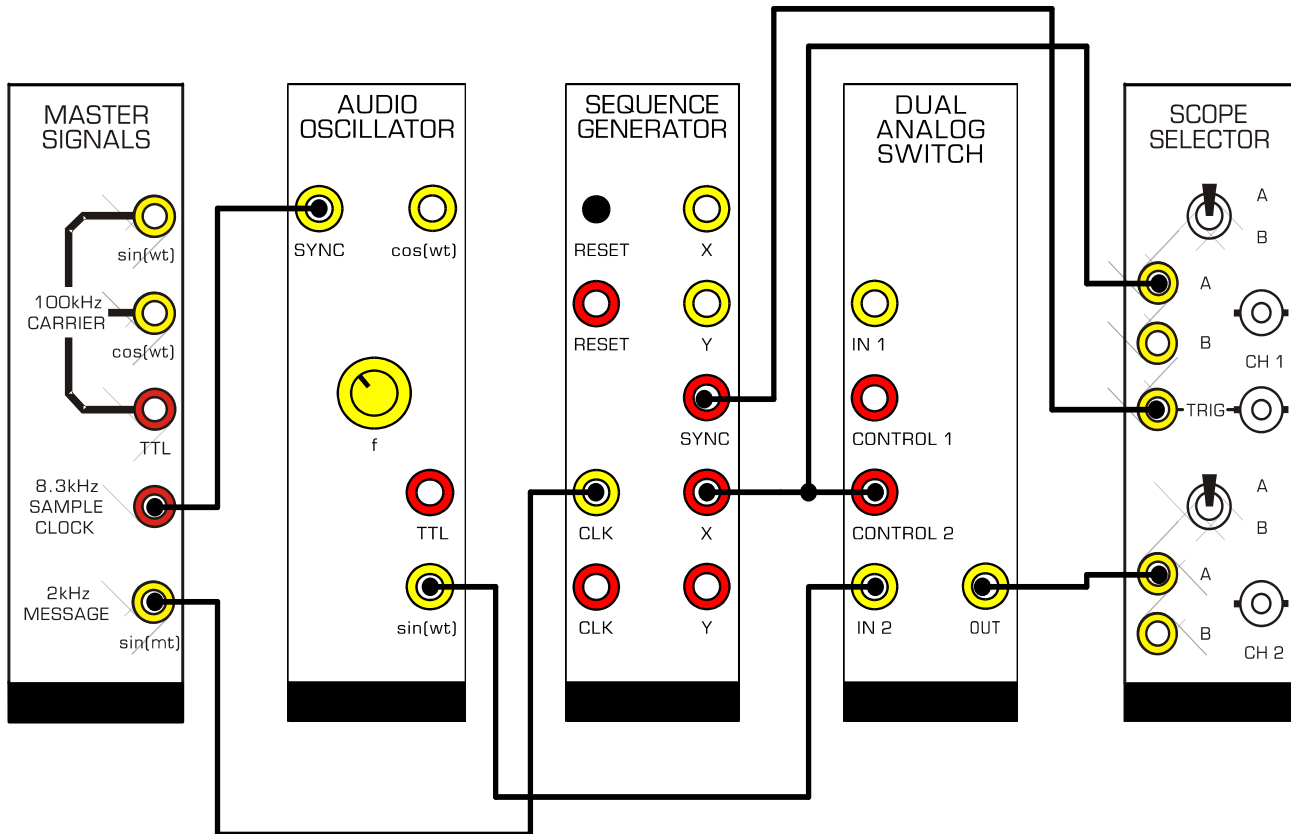 MASTER
SIGNALS
sin(wt)
100kHz
CARRIER
cos(wt)
TTL
8.3kHz
SAMPLE
CLOCK
2kHz
MESSAGE
sin(mt)
AUDIO
OSCILLATOR
SYNC
cos(wt)
f
TTL
sin(wt)
SEQUENCE
GENERATOR
RESET
X
RESET
Y
SYNC
CLK
X
CLK
Y
DUAL
ANALOG
SWITCH
IN 1
CONTROL 1
CONTROL 2
IN 2
OUT
SCOPE
SELECTOR
A
B
A
B
CH 1
TRIG
A
B
A
B
CH 2